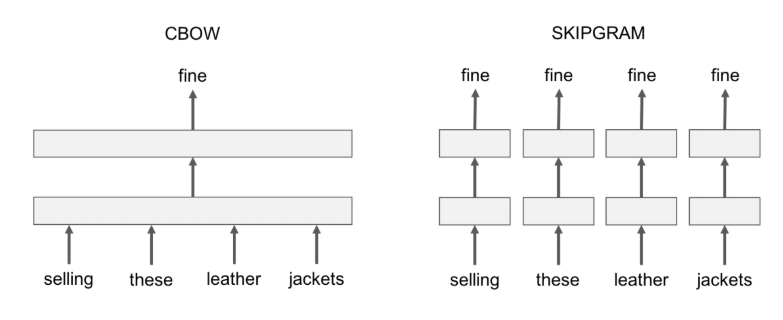 CBOW
fine
selling these leather jackets
SKIPGRAM
fine fine fine fine
selling these leather jackets